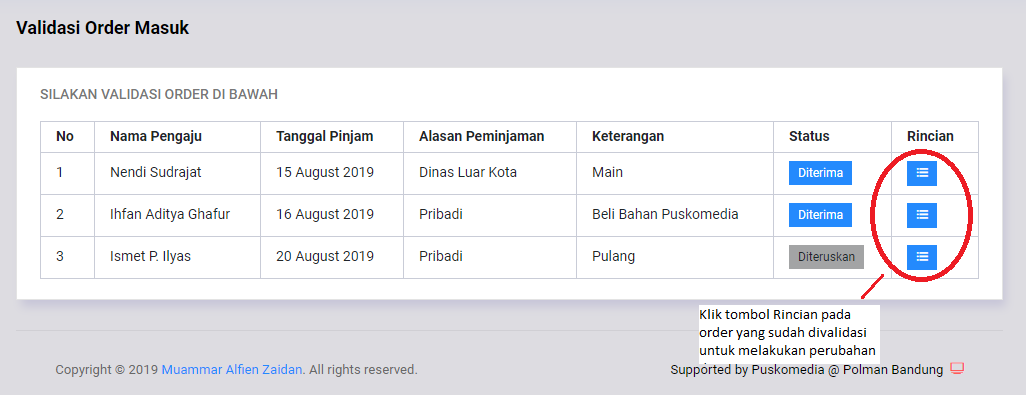 Validasi Order Masuk
SILAKAN VALIDASI ORDER DI BAWAH
No Nama Pengaju Tanggal Pinjam Alasan Peminjaman Keterangan Status Rincian
1 Nendi Sudrajat 15 August 2019 Dinas Luar Kota Main Diterima
2 Ihfan Aditya Ghafur 16 August 2019 Pribadi Beli Bahan Puskomedia Diterima
3 Ismet P. Ilyas 20 August 2019 Pribadi Pulang Diteruskan
Klik tombol Rincian pada
order yang sudah divalidasi
untuk melakukan perubahan
Copyright © 2019 Muammar Alfien Zaidan. All rights reserved. Supported by Puskomedia @ Polman Bandung